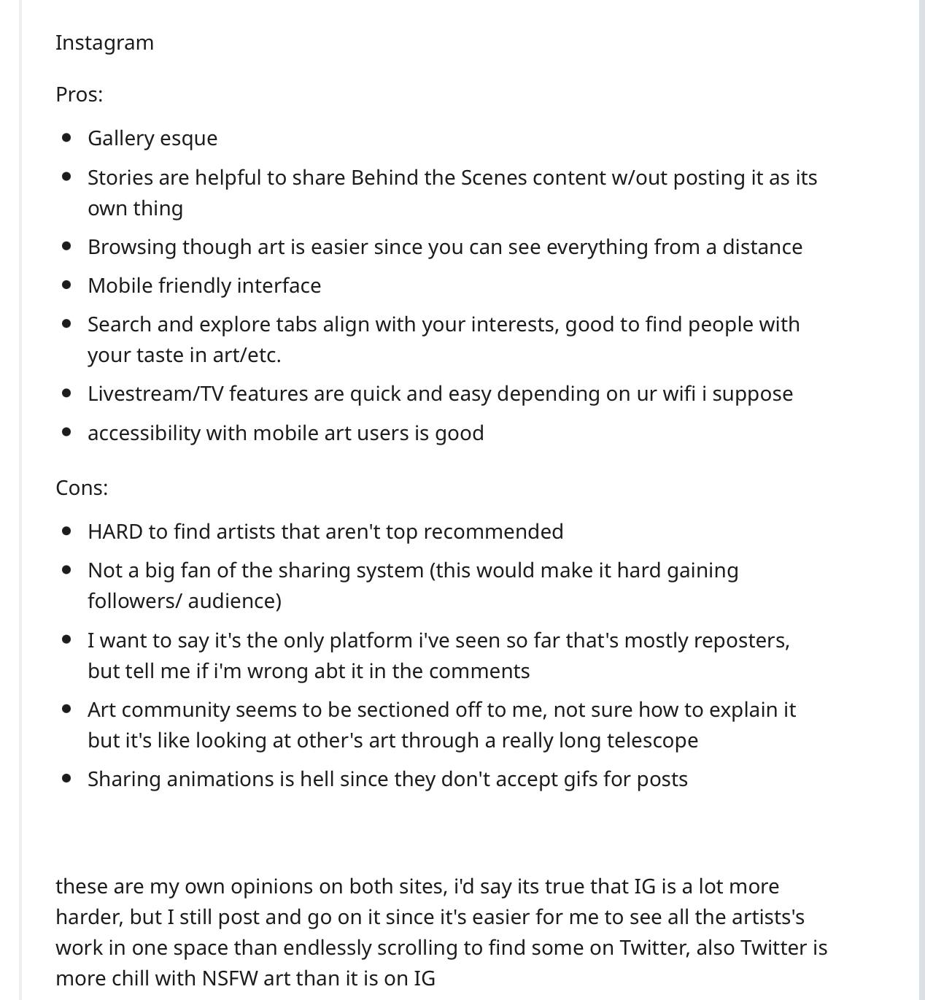 Instagram
Pros:
Gallery esque
Stories are helpful to share Behind the Scenes content w/out posting it as its
own thing
Browsing though art is easier since you can see everything from a distance
Mobile friendly interface
Search and explore tabs align with your interests, good to find people with
your taste in art/etc.
Livestream/TV features are quick and easy depending on ur wifi i suppose
accessibility with mobile art users is good
Cons:
HARD to find artists that aren't top recommended
Not a big fan of the sharing system (this would make it hard gaining
followers/ audience)
I want to say it's the only platform i've seen so far that's mostly reposters,
but tell me if i'm wrong abt it in the comments
Art community seems to be sectioned off to me, not sure how to explain it
but it's like looking at other's art through a really long telescope
Sharing animations is hell since they don't accept gifs for posts
these are my own opinions on both sites, i'd say its true that IG is a lot more
harder, but I still post and go on it since it's easier for me to see all the artists's
work in one space than endlessly scrolling to find some on Twitter, also Twitter is
more chill with NSFW art than it is on IG